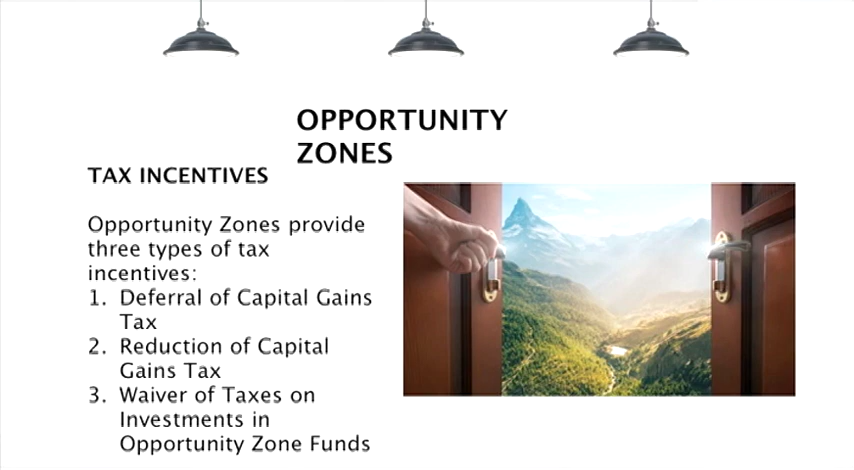 OPPORTUNITY
ZONES
TAX INCENTIVES
Opportunity Zones provide
three types of tax
incentives:
1. Deferral of Capital Gains
Tax
2. Reduction of Capital
Gains Tax
3. Waiver of Taxes on
Investments in
Opportunity Zone Funds